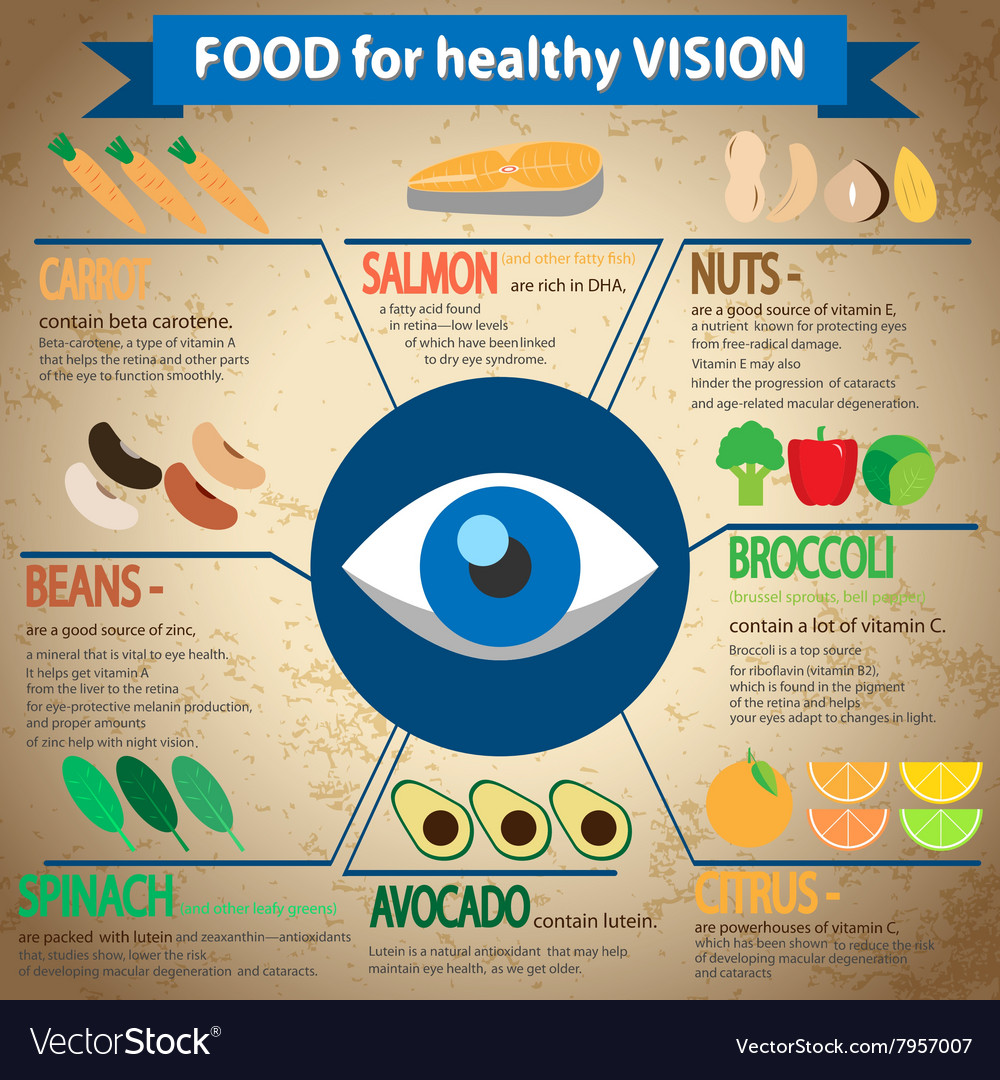 FOOD for healthy VISION
CARROT
contain beta carotene.
Beta-carotene, a type of vitamin A
that helps the retina and other parts
of the eye to function smoothly.
SALMON (and other fatty fish)
are rich in DHA,
a fatty acid found
in retina—low levels
of which have been linked
to dry eye syndrome.
NUTS -
are a good source of vitamin E,
a nutrient known for protecting eyes
from free-radical damage.
Vitamin E may also
hinder the progression of cataracts
and age-related macular degeneration.
BEANS -
are a good source of zinc,
a mineral that is vital to eye health.
It helps get vitamin A
from the liver to the retina
for eye-protective melanin production,
and proper amounts
of zinc help with night vision.
BROCCOLI
(brussel sprouts, bell pepper)
contain a lot of vitamin C.
Broccoli is a top source
for riboflavin (vitamin B2),
which is found in the pigment
of the retina and helps
your eyes adapt to changes in light.
SPINACH (and other leafy greens)
are packed with lutein and zeaxanthin—antioxidants
that, studies show, lower the risk
of developing macular degeneration and cataracts.
AVOCADO contain lutein.
Lutein is a natural antioxidant that may help
maintain eye health, as we get older.
CITRUS -
are powerhouses of vitamin C,
which has been shown to reduce the risk
of developing macular degeneration
and cataracts
VectorStock®
VectorStock.com/7957007